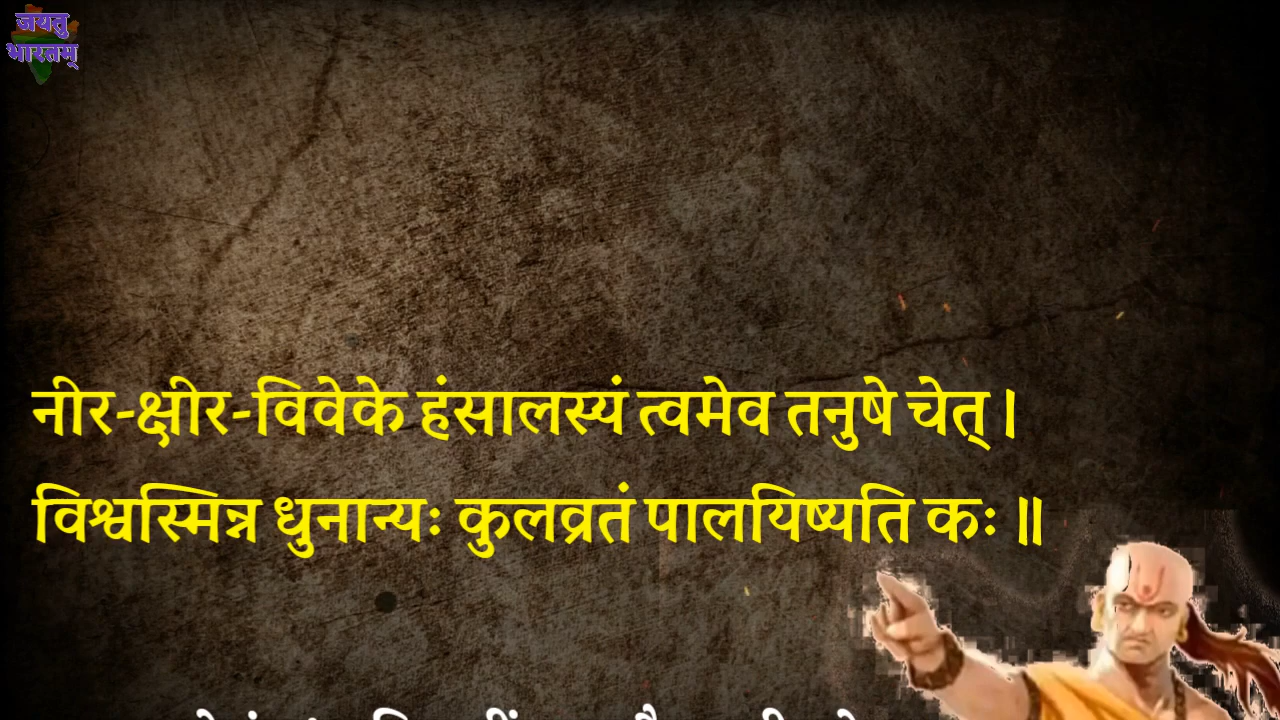 जयतु
भारतम्
नीर-क्षीर-विवेके हंसालस्यं त्वमेव तनुषे चेत्।
विश्वस्मिन्न धुनान्यः कुलव्रतं पालयिष्यति कः ॥